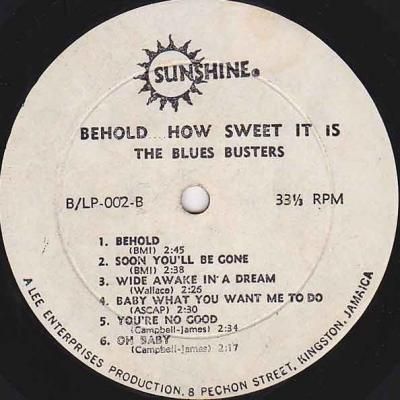 SUNSHINE.
BEHOLD...HOW SWEET IT IS
THE BLUES BUSTERS
B/LP-002-B 33⅓ RPM
1. BEHOLD
(BMI) 2:45
2. SOON YOU'LL BE GONE
(BMI) 2:38
3. WIDE AWAKE IN A DREAM
(Wallace) 2:26
4. BABY WHAT YOU WANT ME TO DO
(ASCAP) 2:30
5. YOU'RE NO GOOD
(Campbell-James) 2:34
6. OH BABY
(Campbell-James) 2:17
A LEE ENTERPRISES PRODUCTION, 8 PECHON STREET, KINGSTON, JAMAICA